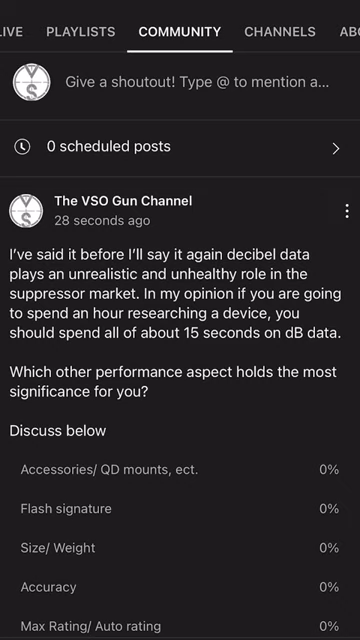 IVE PLAYLISTS COMMUNITY CHANNELS ABO
Give a shoutout! Type @ to mention a...
0 scheduled posts
The VSO Gun Channel
28 seconds ago
I've said it before I'll say it again decibel data
plays an unrealistic and unhealthy role in the
suppressor market. In my opinion if you are going
to spend an hour researching a device, you
should spend all of about 15 seconds on dB data.
Which other performance aspect holds the most
significance for you?
Discuss below
Accessories/ QD mounts, ect. 0%
Flash signature 0%
Size/ Weight 0%
Accuracy 0%
Max Rating/ Auto rating 0%